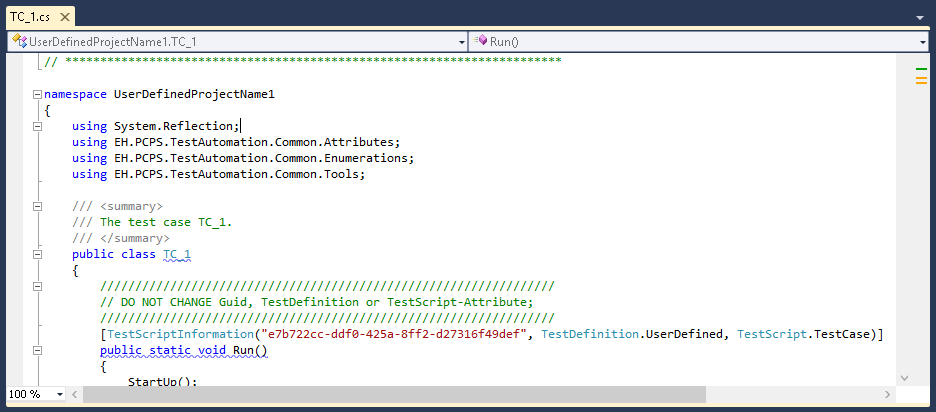 TC_1.cs
UserDefinedProjectName1.TC_1
Run()
// ***********************************************************************
namespace UserDefinedProjectName1
{
using System.Reflection;
using EH.PCPS.TestAutomation.Common.Attributes;
using EH.PCPS.TestAutomation.Common.Enumerations;
using EH.PCPS.TestAutomation.Common.Tools;
/// <summary>
/// The test case TC_1.
/// </summary>
public class TC_1
{
/////////////////////////////////////////////////////////////////
// DO NOT CHANGE Guid, TestDefinition or TestScript-Attribute;
/////////////////////////////////////////////////////////////////
[TestScriptInformation("e7b722cc-ddf0-425a-8ff2-d27316f49def", TestDefinition.UserDefined, TestScript.TestCase)]
public static void Run()
{
StartUp();
100 %